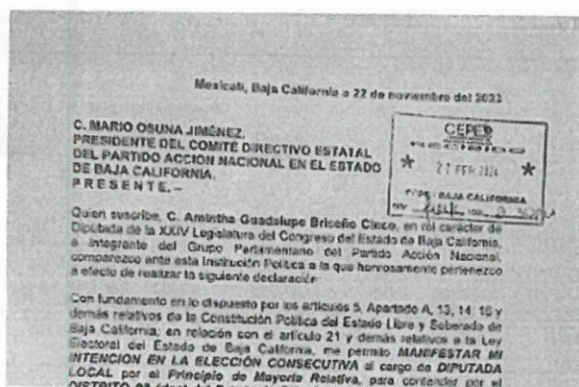 Mexicali, Baja California a 22 de noviembre del 2023
C. MARIO OSUNA JIMÉNEZ.
PRESIDENTE DEL COMITÉ DIRECTIVO ESTATAL
DEL PARTIDO ACCION NACIONAL EN EL ESTADO
DE BAJA CALIFORNIA.
P R E S E N T E. –
CEPE
RECIBIDO
FEB
BAJA CALIFORNIA
Quien suscribe, C. Amintha Guadalupe Briseño Cinco, en mi carácter de
Diputada de la XXIV Legislatura del Congreso del Estado de Baja California,
e integrante del Grupo Parlamentario del Partido Acción Nacional,
comparezco ante esta Institución Política a la que honrosamente pertenezco
a efecto de realizar la siguiente declaración:
Con fundamento en lo dispuesto por los artículos 5, Apartado A, 13, 14, 16 y
demás relativos de la Constitución Política del Estado Libre y Soberado de
Baja California; en relación con el artículo 21 y demás relativos a la Ley
Electoral del Estado de Baja California, me permito MANIFESTAR MI
INTENCION EN LA ELECCIÓN CONSECUTIVA al cargo de DIPUTADA
LOCAL por el Principio de Mayoría Relativa, para contender por el
DISTRITO